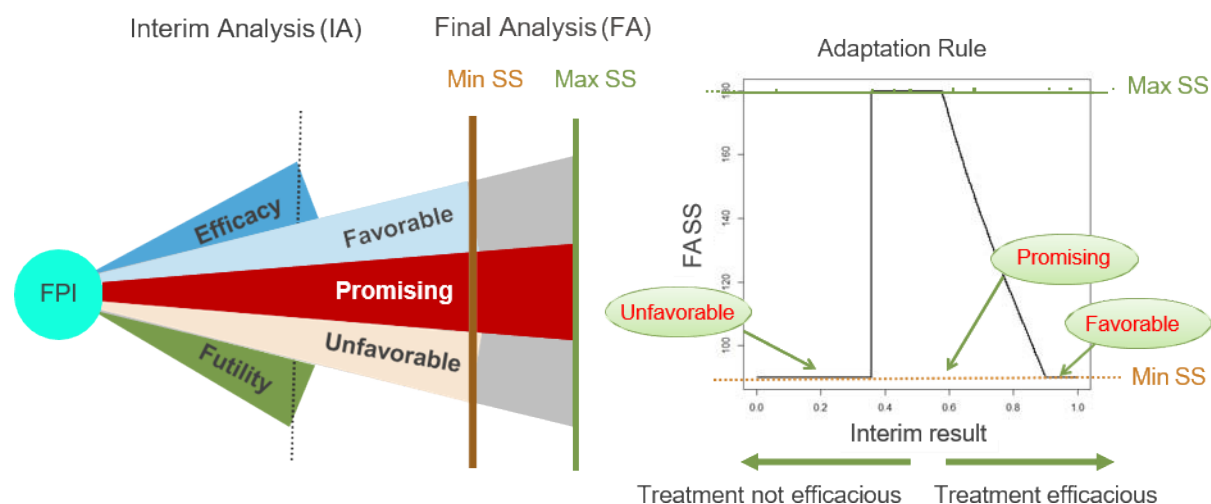 Interim Analysis (IA)
Final Analysis (FA)
Min SS
Max SS
Efficacy
Favorable
FPI
Promising
Unfavorable
Futility
Adaptation Rule
180
160
140
120
100
FASS
Max SS
Promising
Unfavorable
Favorable
Min SS
0.0 0.2 0.4 0.6 0.8 1.0
Interim result
Treatment not efficacious
Treatment efficacious